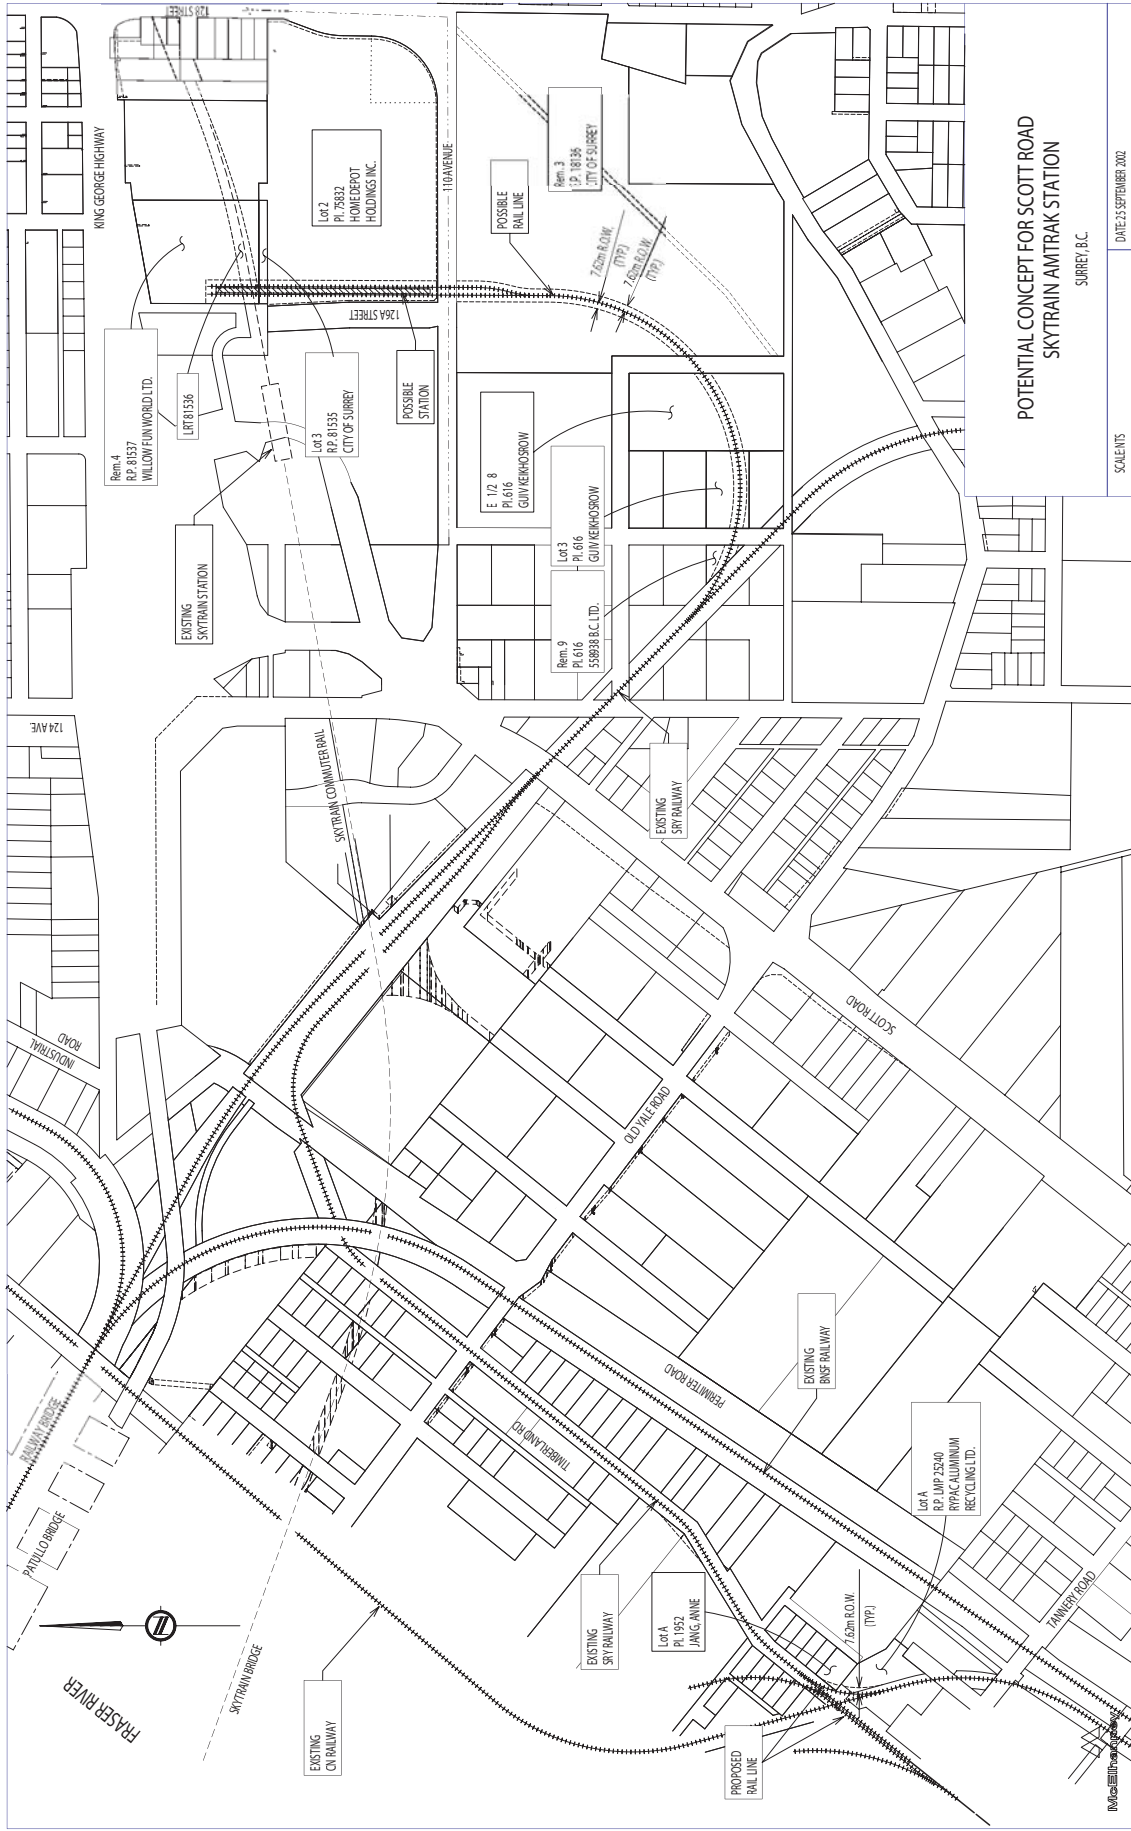 128 STREET
KING GEORGE HIGHWAY
Lot 2
Pl. 75832
HOME DEPOT
HOLDINGS INC.
110 AVENUE
Rem. 3
R.P. 18136
CITY OF SURREY
POSSIBLE
RAIL LINE
7.62m R.O.W.
(TYP.)
7.62m R.O.W.
(TYP.)
126A STREET
Rem. 4
R.P. 81537
WILLOW FUN WORLD LTD.
LRT81536
Lot 3
R.P. 81535
CITY OF SURREY
POSSIBLE
STATION
EXISTING
SKYTRAIN STATION
E 1/2 8
Pl. 616
GUIV KEIKHOSROW
Lot 3
PL. 616
GUIV KEIKHOSROW
Rem. 9
PL 616
558938 B.C. LTD.
124 AVE.
SKYTRAIN COMMUTER RAIL
EXISTING
SRY RAILWAY
INDUSTRIAL
ROAD
SCOTT ROAD
OLD YALE ROAD
PERIMETER ROAD
TIMBERLAND RD
EXISTING
BNSF RAILWAY
RAILWAY BRIDGE
PATULLO BRIDGE
FRASER RIVER
SKYTRAIN BRIDGE
EXISTING
CN RAILWAY
EXISTING
SRY RAILWAY
Lot A
PL 1952
JANG, ANNE
Lot A
R.P. LMP 25240
RYPAC ALUMINUM
RECYCLING LTD.
7.62m R.O.W.
(TYP.)
TANNERY ROAD
PROPOSED
RAIL LINE
McElhanney
POTENTIAL CONCEPT FOR SCOTT ROAD
SKYTRAIN AMTRAK STATION
SURREY, B.C.
SCALE: NTS
DATE: 25 SEPTEMBER 2002